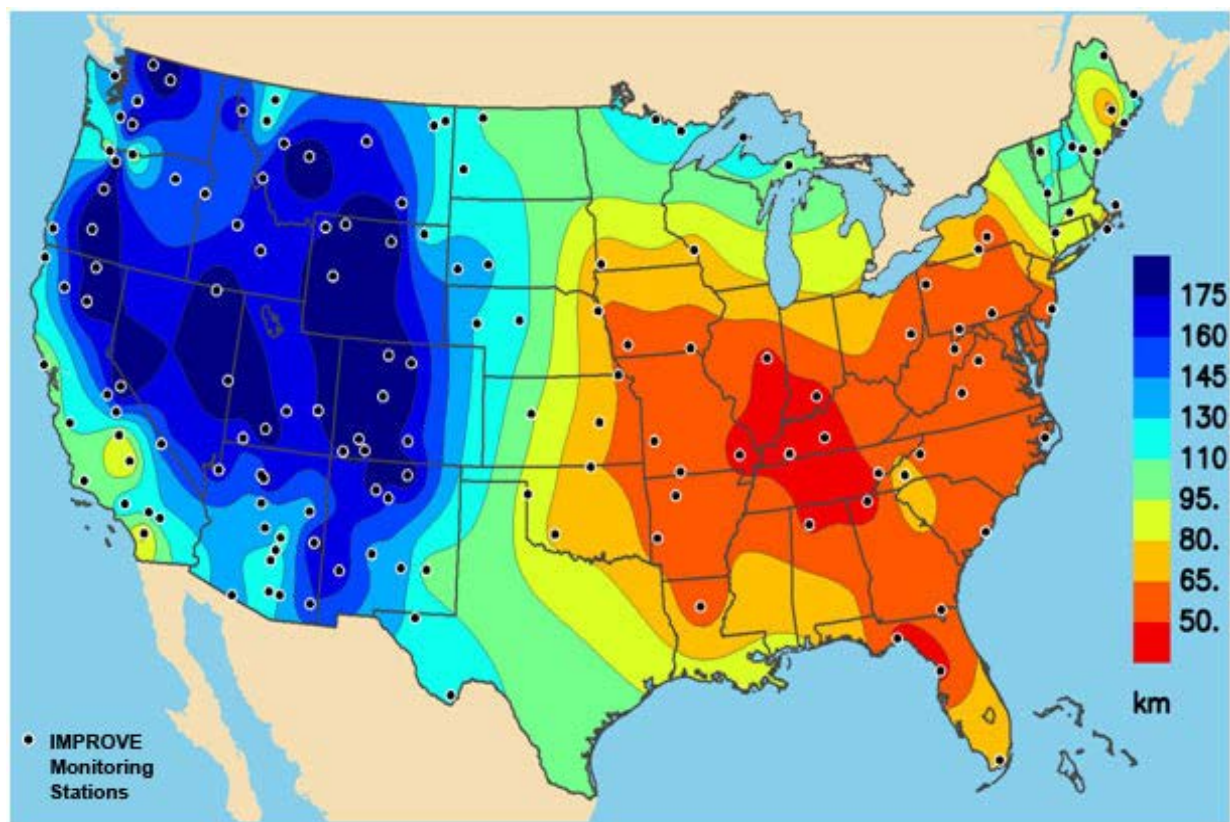 175
160
145
130
110
95.
80.
65.
50.
km
IMPROVE
Monitoring
Stations